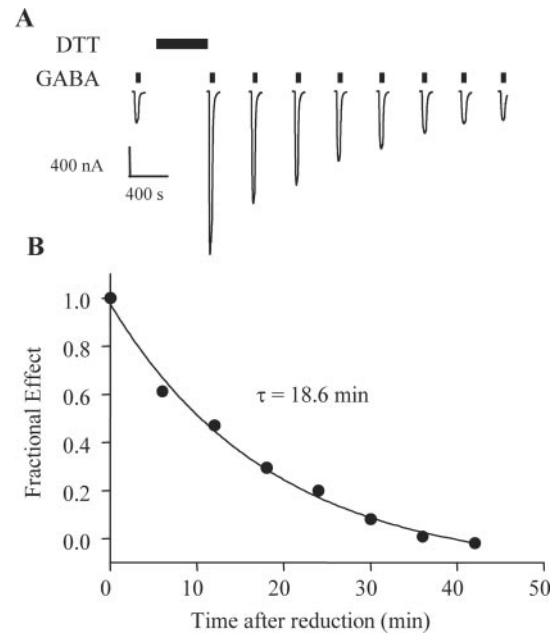 A
DTT
GABA
400 nA
400 s
B
1.0
0.8
0.6
0.4
0.2
0.0
Fractional Effect
τ = 18.6 min
0 10 20 30 40 50
Time after reduction (min)